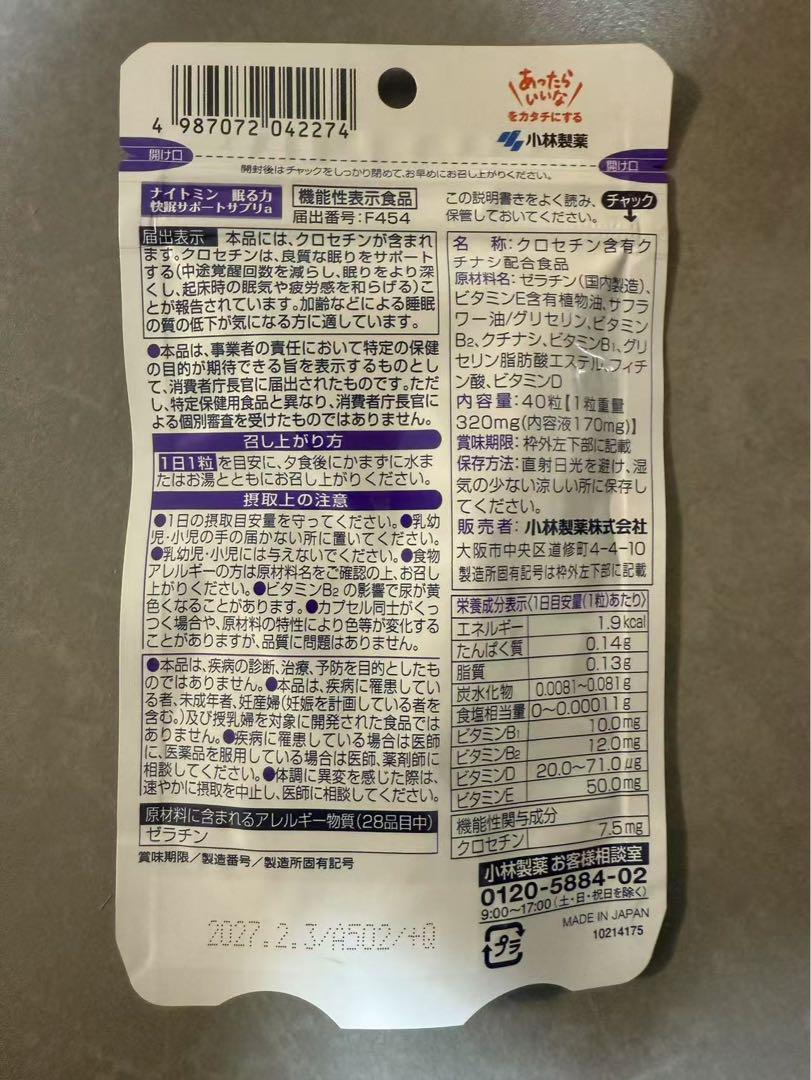 4 987072 042274
あったら
いいな
をカタチにする
小林製薬
開け口
開け口
開封後はチャックをしっかり閉めて、お早めにお召し上がりください。
ナイトミン 眠る力
快眠サポートサプリa
機能性表示食品
届出番号:F454
この説明書きをよく読み、
保管しておいてください。
チャック
届出表示 本品には、クロセチンが含まれ
ます。クロセチンは、良質な眠りをサポート
する(中途覚醒回数を減らし、眠りをより深
くし、起床時の眠気や疲労感を和らげる)こ
とが報告されています。加齢などによる睡眠
の質の低下が気になる方に適しています。
●本品は、事業者の責任において特定の保健
の目的が期待できる旨を表示するものとし
て、消費者庁長官に届出されたものです。ただ
し、特定保健用食品と異なり、消費者庁長官に
よる個別審査を受けたものではありません。
召し上がり方
1日1粒を目安に、夕食後にかまずに水ま
たはお湯とともにお召し上がりください。
摂取上の注意
●1日の摂取目安量を守ってください。●乳幼
児・小児の手の届かない所に置いてください。
●乳幼児・小児には与えないでください。●食物
アレルギーの方は原材料名をご確認の上、お召し
上がりください。●ビタミンB₂の影響で尿が黄
色くなることがあります。●カプセル同士がくっ
つく場合や、原材料の特性により色等が変化する
ことがありますが、品質に問題はありません。
●本品は、疾病の診断、治療、予防を目的としたも
のではありません。●本品は、疾病に罹患してい
る者、未成年者、妊産婦(妊娠を計画している者を
含む。)及び授乳婦を対象に開発された食品では
ありません。●疾病に罹患している場合は医師
に、医薬品を服用している場合は医師、薬剤師に
相談してください。●体調に異変を感じた際は、
速やかに摂取を中止し、医師に相談してください。
原材料に含まれるアレルギー物質(28品目中)
ゼラチン
賞味期限/製造番号/製造所固有記号
2027.2.3/A502/+0
名 称:クロセチン含有ク
チナシ配合食品
原材料名:ゼラチン(国内製造)、
ビタミンE含有植物油、サフラ
ワー油/グリセリン、ビタミン
B₂、クチナシ、ビタミンB₁、グリ
セリン脂肪酸エステル、フィチ
ン酸、ビタミンD
内容量:40粒【1粒重量
320mg(内容液170mg)】
賞味期限:枠外左下部に記載
保存方法:直射日光を避け、湿
気の少ない涼しい所に保存し
てください。
販売者:小林製薬株式会社
大阪市中央区道修町4-4-10
製造所固有記号は枠外左下部に記載
栄養成分表示〈1日目安量(1粒)あたり〉
エネルギー 1.9kcal
たんぱく質 0.14g
脂質 0.13g
炭水化物 0.0081~0.081g
食塩相当量 0~0.00011g
ビタミンB₁ 10.0mg
ビタミンB₂ 12.0mg
ビタミンD 20.0~71.0μg
ビタミンE 50.0mg
機能性関与成分
クロセチン 7.5mg
小林製薬 お客様相談室
0120-5884-02
9:00~17:00(土・日・祝日を除く)
MADE IN JAPAN
10214175
プラ